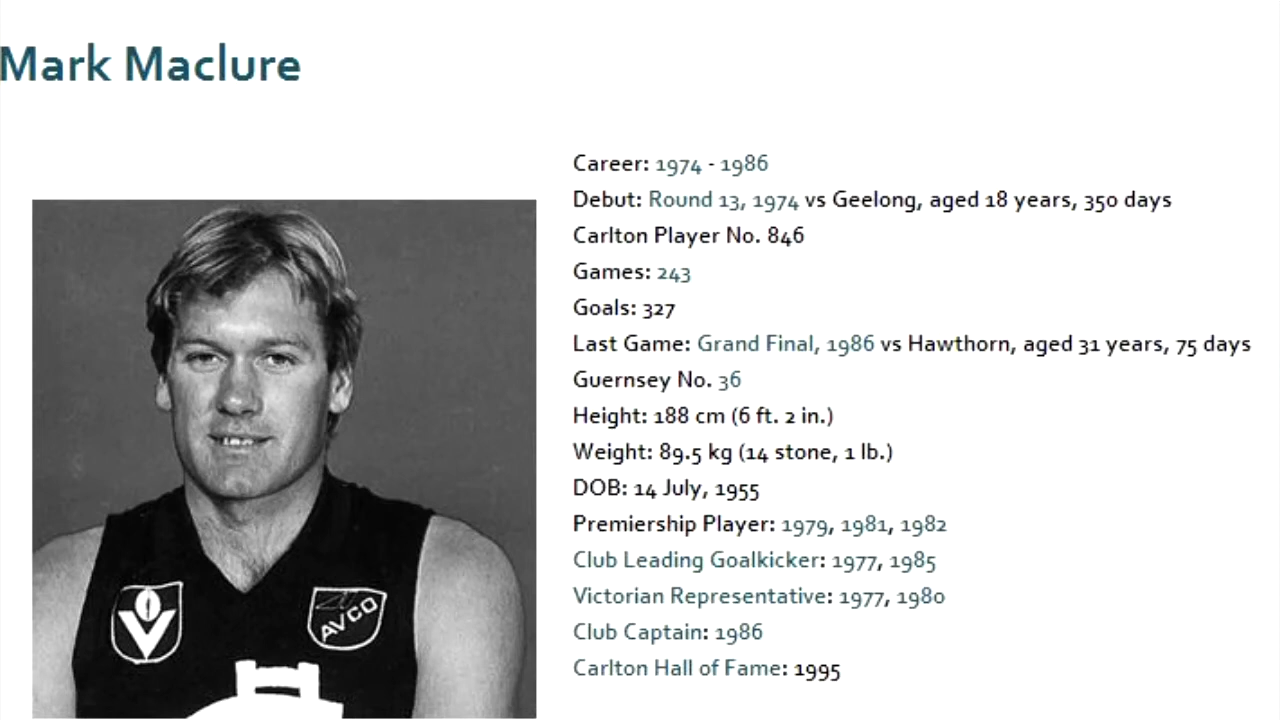 Mark Maclure
Career: 1974 - 1986
Debut: Round 13, 1974 vs Geelong, aged 18 years, 350 days
Carlton Player No. 846
Games: 243
Goals: 327
Last Game: Grand Final, 1986 vs Hawthorn, aged 31 years, 75 days
Guernsey No. 36
Height: 188 cm (6 ft. 2 in.)
Weight: 89.5 kg (14 stone, 1 lb.)
DOB: 14 July, 1955
Premiership Player: 1979, 1981, 1982
Club Leading Goalkicker: 1977, 1985
Victorian Representative: 1977, 1980
Club Captain: 1986
Carlton Hall of Fame: 1995
AVCO